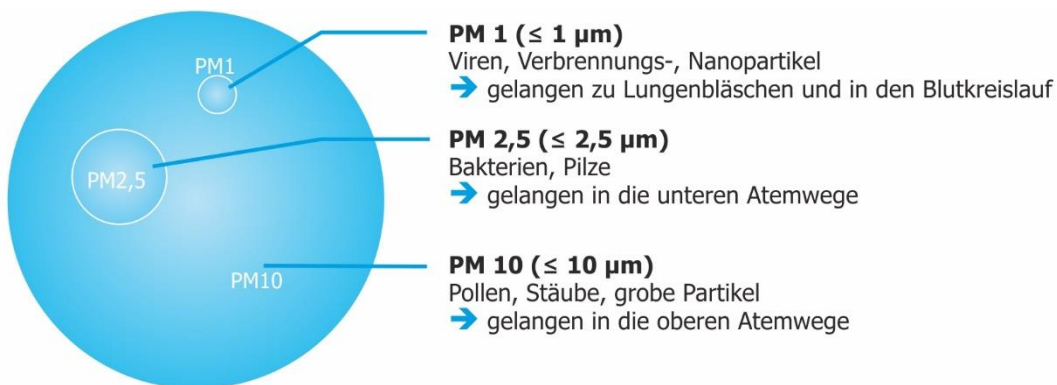 PM1
PM2,5
PM10
PM 1 (≤ 1 µm)
Viren, Verbrennungs-, Nanopartikel
➔ gelangen zu Lungenbläschen und in den Blutkreislauf
PM 2,5 (≤ 2,5 µm)
Bakterien, Pilze
➔ gelangen in die unteren Atemwege
PM 10 (≤ 10 µm)
Pollen, Stäube, grobe Partikel
➔ gelangen in die oberen Atemwege